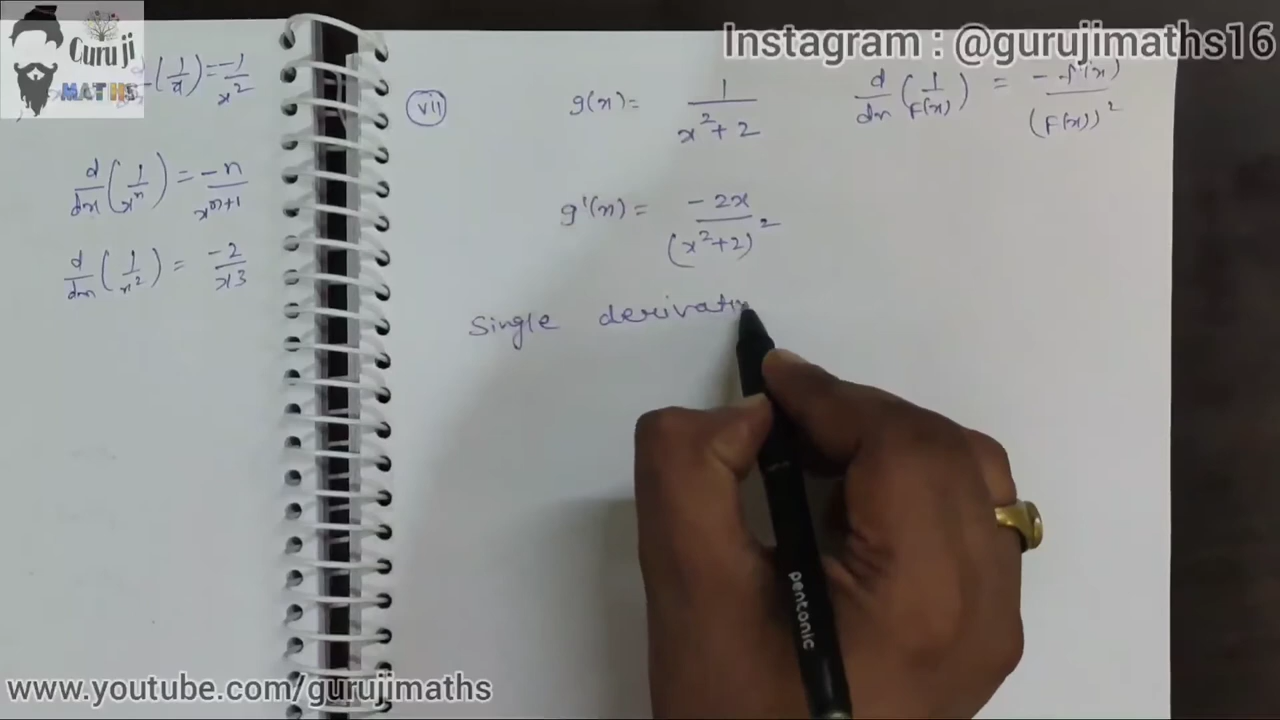 Guru ji
MATHS
(1/x) = -1/x²
d/dx (1/xⁿ) = -n/xⁿ⁺¹
d/dx (1/x²) = -2/x3
Instagram : @gurujimaths16
vii g(x) = 1/x²+2 d/dx (1/F(x)) = -f'(x)/(F(x))²
g'(x) = -2x/(x²+2)²
Single
www.youtube.com/gurujimaths
pentonic